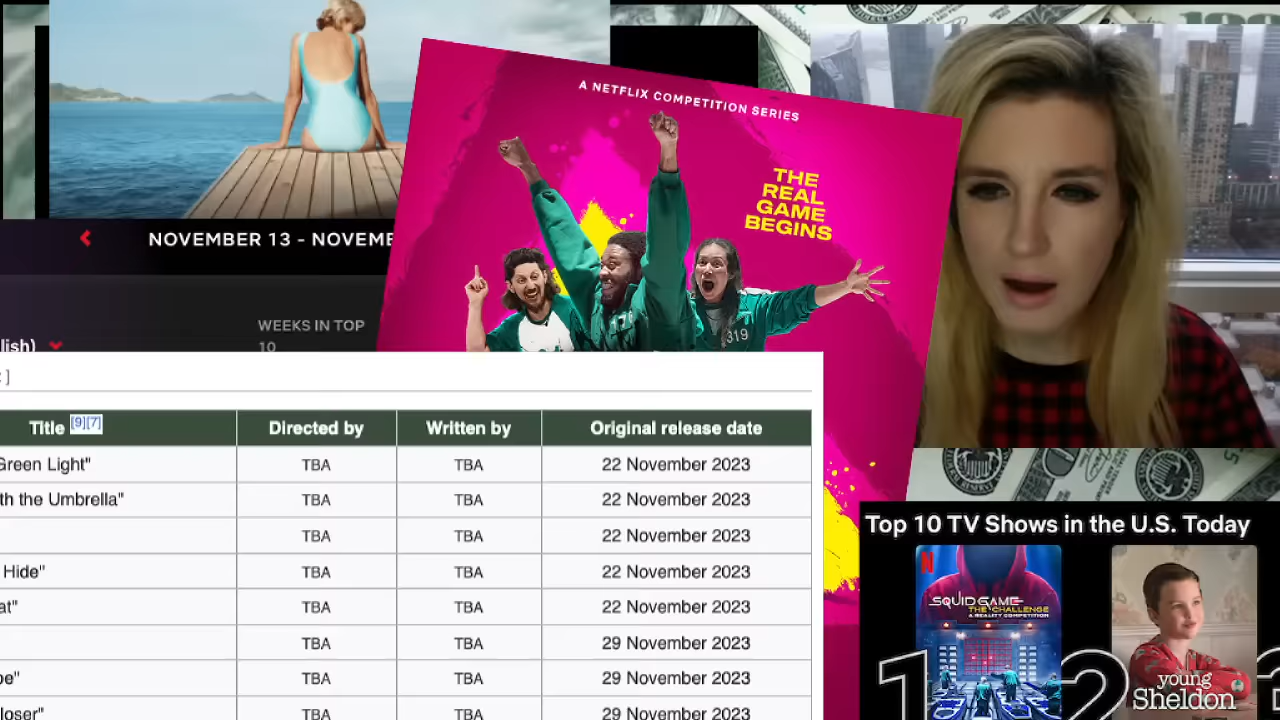 A NETFLIX COMPETITION SERIES
THE
REAL
GAME
BEGINS
NOVEMBER 13 - NOVEME
WEEKS IN TOP
10
lish)
]
319
Title [9][7] Directed by Written by Original release date
Green Light" TBA TBA 22 November 2023
th the Umbrella" TBA TBA 22 November 2023
TBA TBA 22 November 2023
Hide" TBA TBA 22 November 2023
at" TBA TBA 22 November 2023
TBA TBA 29 November 2023
be" TBA TBA 29 November 2023
loser" TBA TBA 29 November 2023
Top 10 TV Shows in the U.S. Today
N
SQUID GAME
THE CHALLENGE
A REALITY COMPETITION
1
young
Sheldon
2